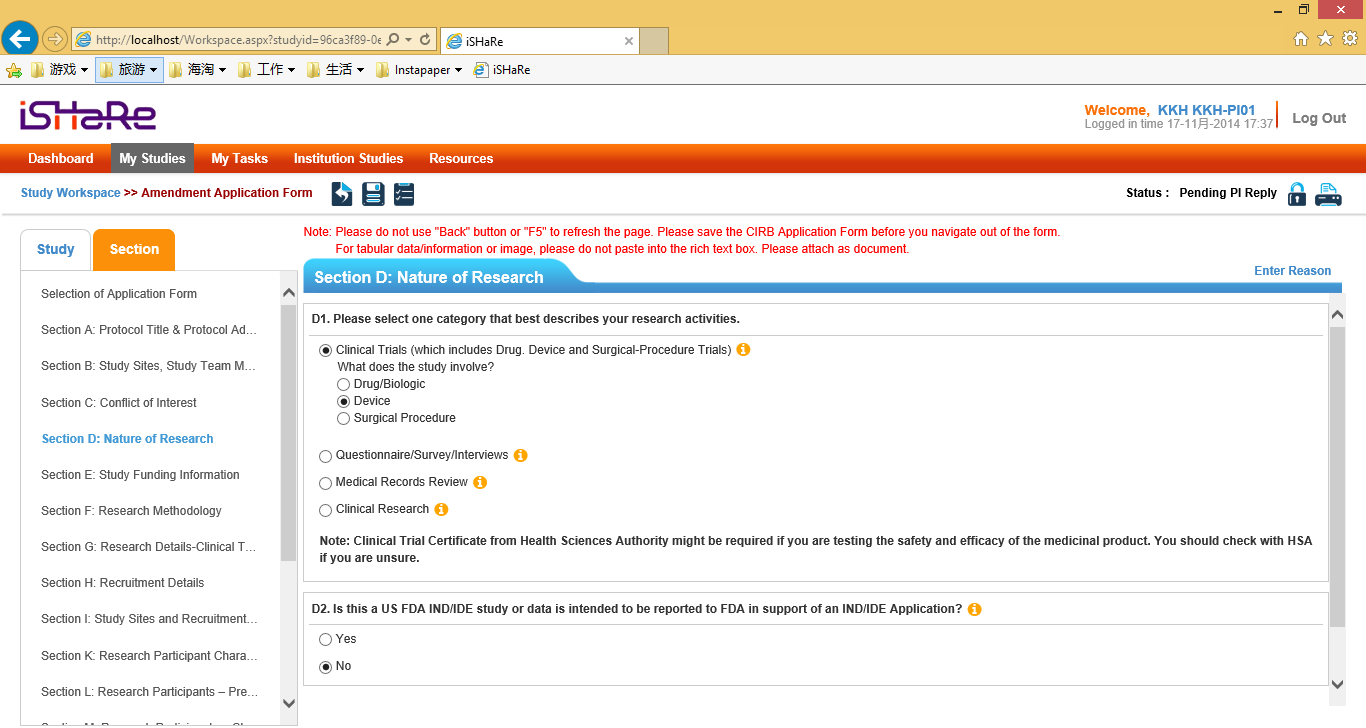 http://localhost/Workspace.aspx?studyid=96ca3f89-0e
iSHaRe
游戏
旅游
海淘
工作
生活
Instapaper
iSHaRe
iSHaRe
Welcome, KKH KKH-PI01
Logged in time 17-11月-2014 17:37
Log Out
Dashboard
My Studies
My Tasks
Institution Studies
Resources
Study Workspace >> Amendment Application Form
Status : Pending PI Reply
Study
Section
Note: Please do not use "Back" button or "F5" to refresh the page. Please save the CIRB Application Form before you navigate out of the form.
For tabular data/information or image, please do not paste into the rich text box. Please attach as document.
Selection of Application Form
Section A: Protocol Title & Protocol Ad...
Section B: Study Sites, Study Team M...
Section C: Conflict of Interest
Section D: Nature of Research
Section E: Study Funding Information
Section F: Research Methodology
Section G: Research Details-Clinical T...
Section H: Recruitment Details
Section I: Study Sites and Recruitment...
Section K: Research Participant Chara...
Section L: Research Participants – Pre...
Section D: Nature of Research
Enter Reason
D1. Please select one category that best describes your research activities.
Clinical Trials (which includes Drug. Device and Surgical-Procedure Trials)
What does the study involve?
Drug/Biologic
Device
Surgical Procedure
Questionnaire/Survey/Interviews
Medical Records Review
Clinical Research
Note: Clinical Trial Certificate from Health Sciences Authority might be required if you are testing the safety and efficacy of the medicinal product. You should check with HSA
if you are unsure.
D2. Is this a US FDA IND/IDE study or data is intended to be reported to FDA in support of an IND/IDE Application?
Yes
No